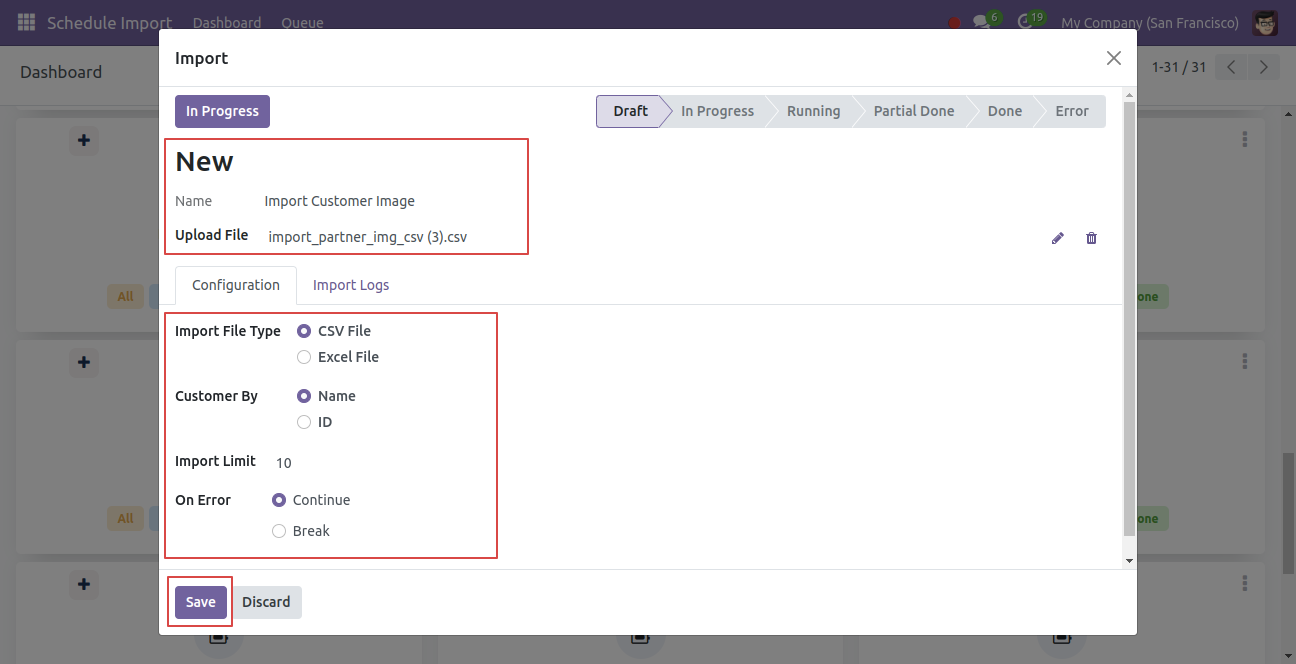 Schedule Import Dashboard Queue 6 19 My Company (San Francisco)
Dashboard 1-31 / 31
Import
In Progress Draft In Progress Running Partial Done Done Error
New
Name Import Customer Image
Upload File import_partner_img_csv (3).csv
Configuration Import Logs
All one
Import File Type CSV File
Excel File
Customer By Name
ID
Import Limit 10
On Error Continue
All one
Break
Save Discard